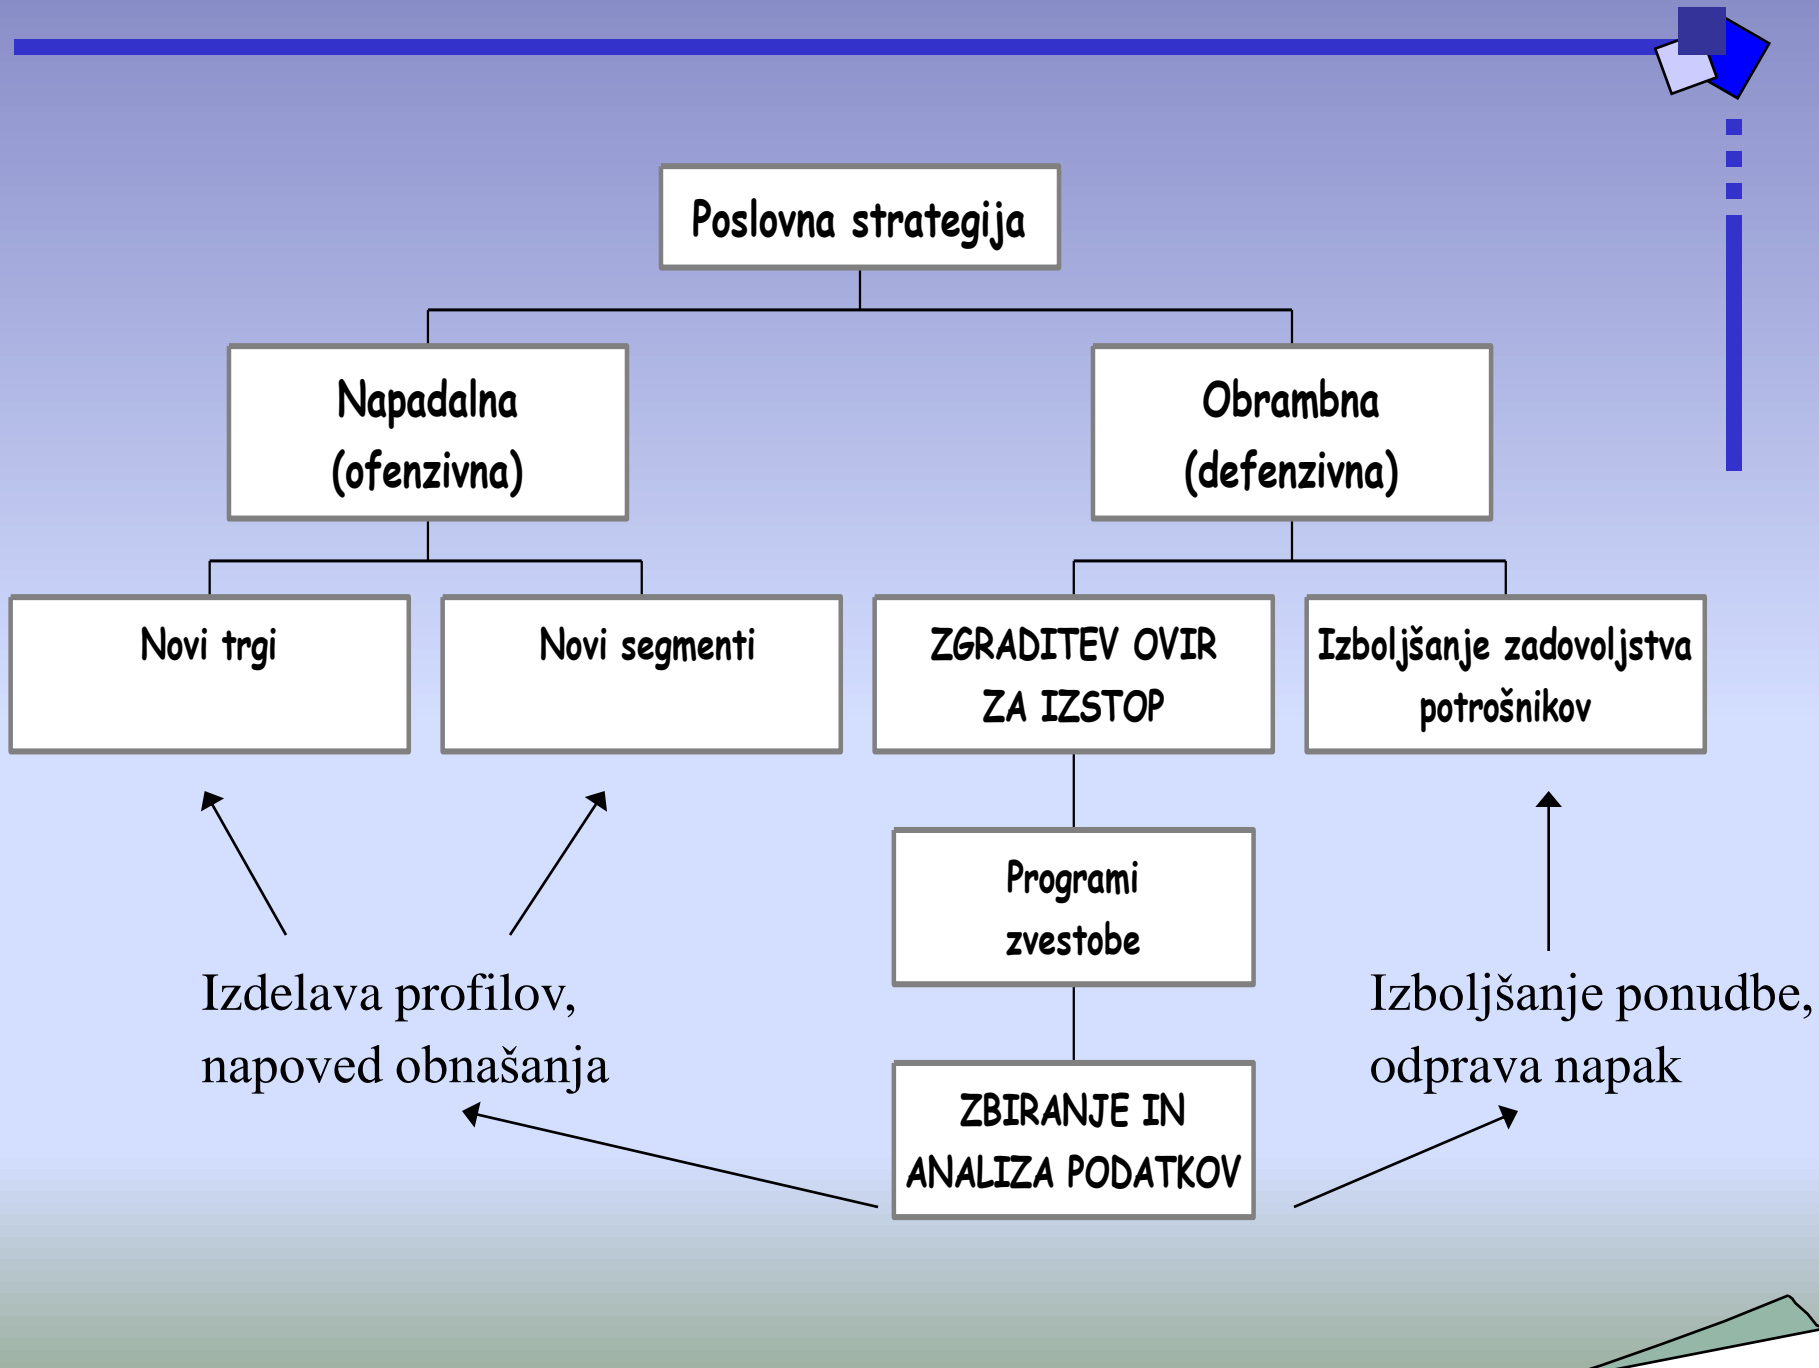 Poslovna strategija
Napadalna
(ofenzivna)
Obrambna
(defenzivna)
Novi trgi
Novi segmenti
ZGRADITEV OVIR
ZA IZSTOP
Izboljšanje zadovoljstva
potrošnikov
Programi
zvestobe
Izdelava profilov,
napoved obnašanja
Izboljšanje ponudbe,
odprava napak
ZBIRANJE IN
ANALIZA PODATKOV